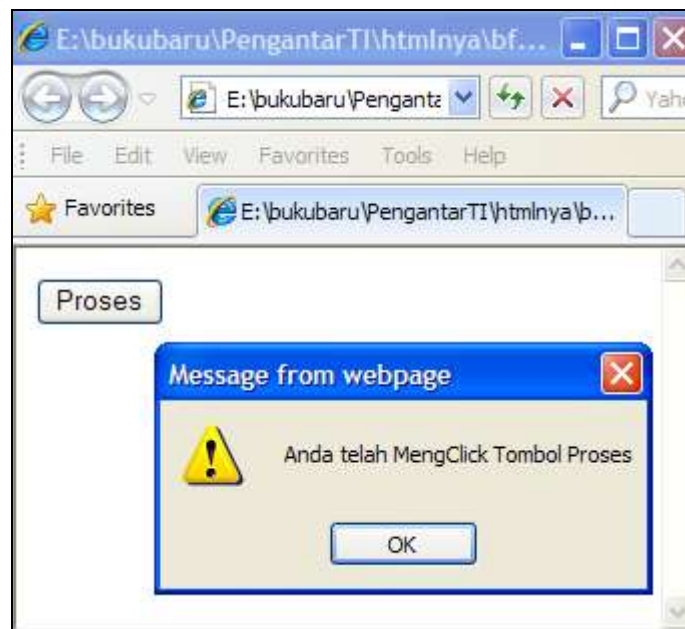 E:\bukubaru\PengantarTI\htmlnya\bf...
E:\bukubaru\Penganta
Yah
File Edit View Favorites Tools Help
Favorites
E:\bukubaru\PengantarTI\htmlnya\b...
Proses
Message from webpage
Anda telah MengClick Tombol Proses
OK